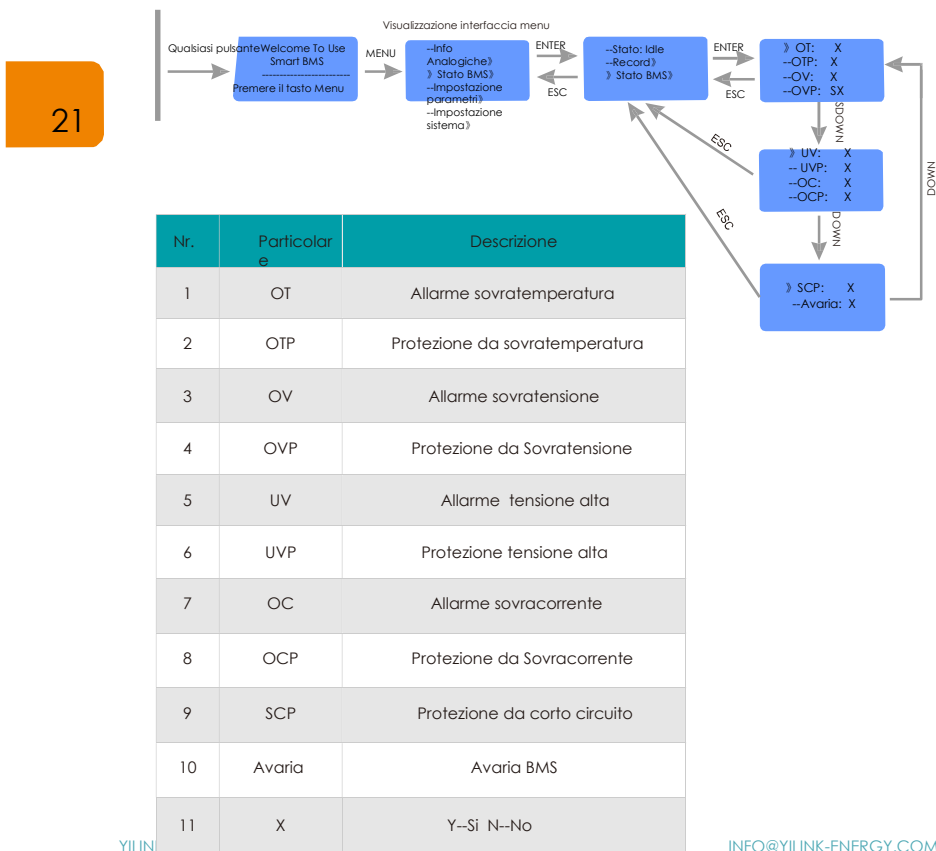 Visualizzazione interfaccia menu
21
Qualsiasi pulsante
Welcome To Use
Smart BMS
-------------------------
Premere il tasto Menu
MENU
--Info
Analogiche》
》 Stato BMS》
--Impostazione
parametri》
--Impostazione
sistema》
ENTER
ESC
--Stato: Idle
--Record》
》 Stato BMS》
ENTER
ESC
》 OT: X
--OTP: X
--OV: X
--OVP: SX
SDOWN
ESC
》 UV: X
-- UVP: X
--OC: X
--OCP: X
DOWN
DOWN
ESC
》 SCP: X
--Avaria: X
Nr. Particolar Descrizione
e
1 OT Allarme sovratemperatura
2 OTP Protezione da sovratemperatura
3 OV Allarme sovratensione
4 OVP Protezione da Sovratensione
5 UV Allarme tensione alta
6 UVP Protezione tensione alta
7 OC Allarme sovracorrente
8 OCP Protezione da Sovracorrente
9 SCP Protezione da corto circuito
10 Avaria Avaria BMS
11 X Y--Si N--No
INFO@YILINK-ENERGY.COM